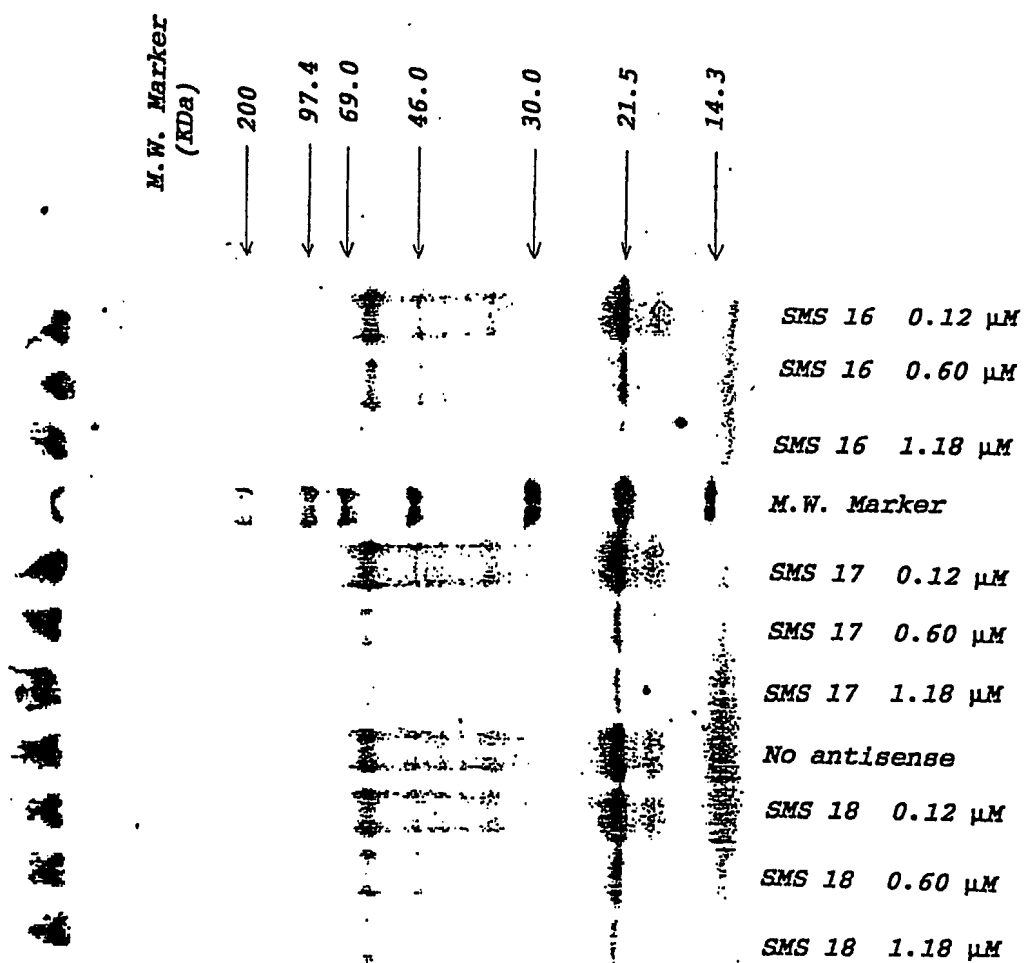 M.W. Marker
(KDa)
200
97.4
69.0
46.0
30.0
21.5
14.3
SMS 16 0.12 µM
SMS 16 0.60 µM
SMS 16 1.18 µM
M.W. Marker
SMS 17 0.12 µM
SMS 17 0.60 µM
SMS 17 1.18 µM
No antisense
SMS 18 0.12 µM
SMS 18 0.60 µM
SMS 18 1.18 µM